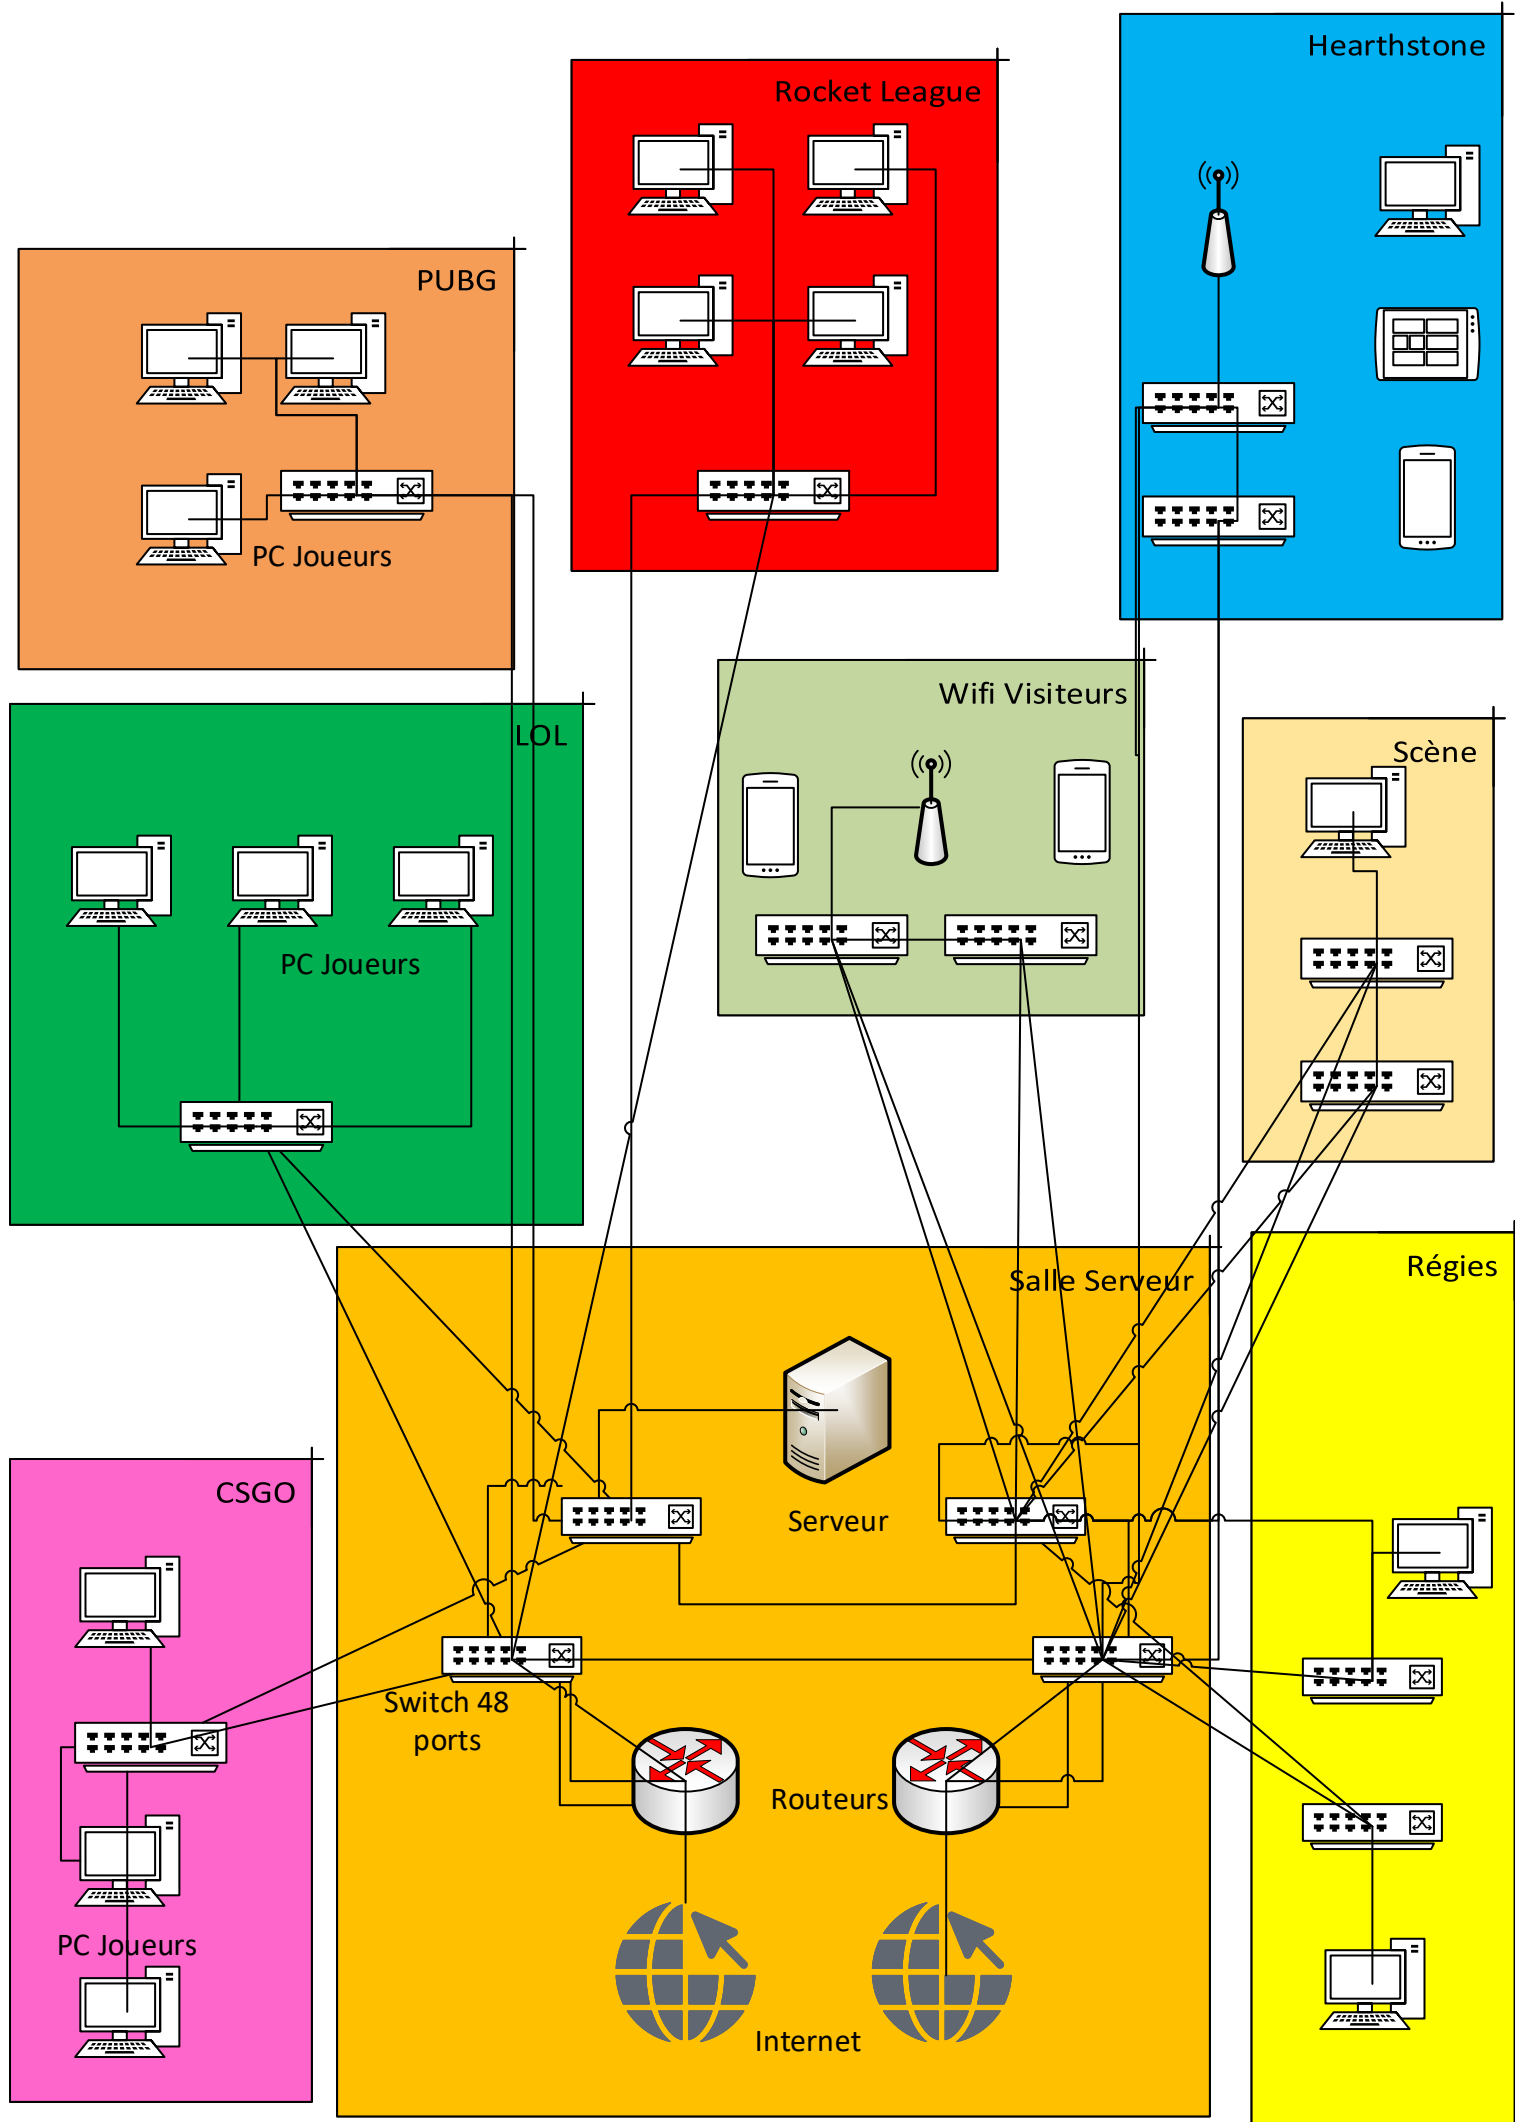 Hearthstone
Rocket League
PUBG
PC Joueurs
Wifi Visiteurs
LOL
Scène
PC Joueurs
Salle Serveur
Régies
CSGO
Serveur
Switch 48
ports
Routeurs
PC Joueurs
Internet